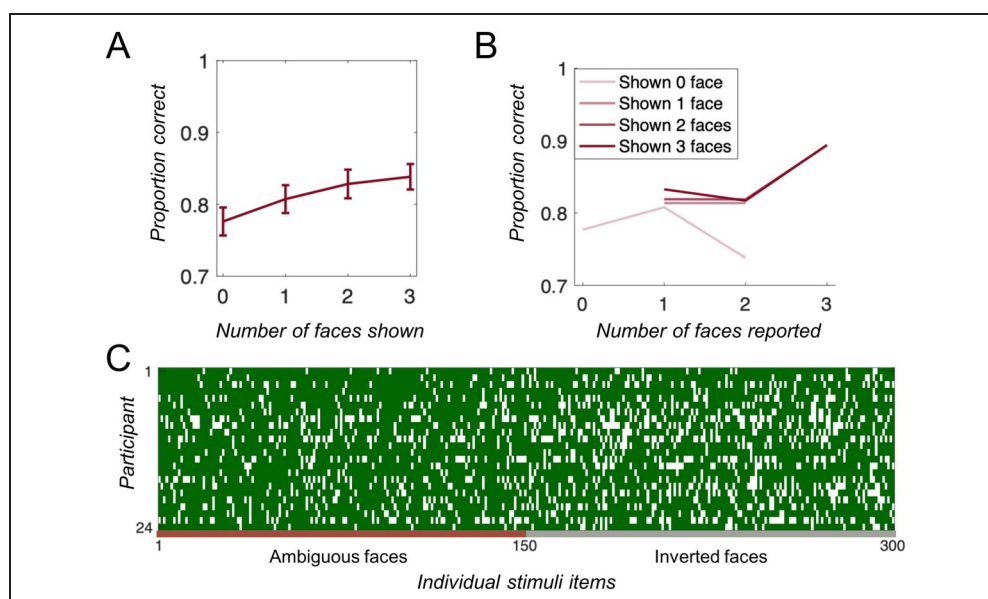 A
Proportion correct
1
0.9
0.8
0.7
0
1
2
3
Number of faces shown
B
Proportion correct
1
0.9
0.8
0.7
Shown 0 face
Shown 1 face
Shown 2 faces
Shown 3 faces
0
1
2
3
Number of faces reported
C
Participant
1
24
1
150
300
Ambiguous faces
Inverted faces
Individual stimuli items